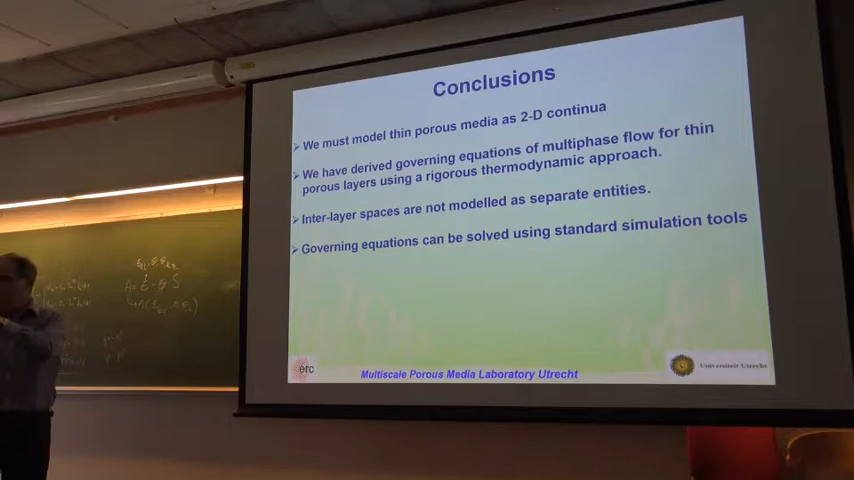 Conclusions
➢ We must model thin porous media as 2-D continua
➢ We have derived governing equations of multiphase flow for thin
porous layers using a rigorous thermodynamic approach.
➢ Inter-layer spaces are not modelled as separate entities.
➢ Governing equations can be solved using standard simulation tools
erc
Multiscale Porous Media Laboratory Utrecht
Universiteit Utrecht